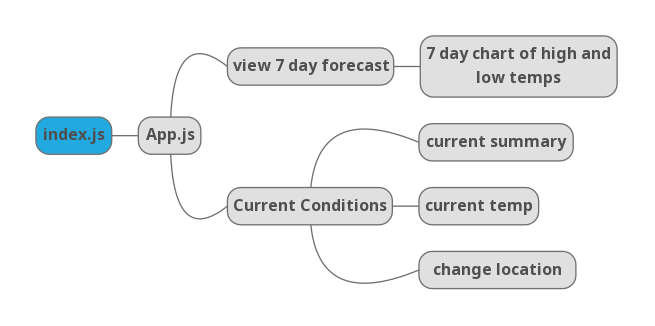 index.js
App.js
view 7 day forecast
7 day chart of high and
low temps
Current Conditions
current summary
current temp
change location